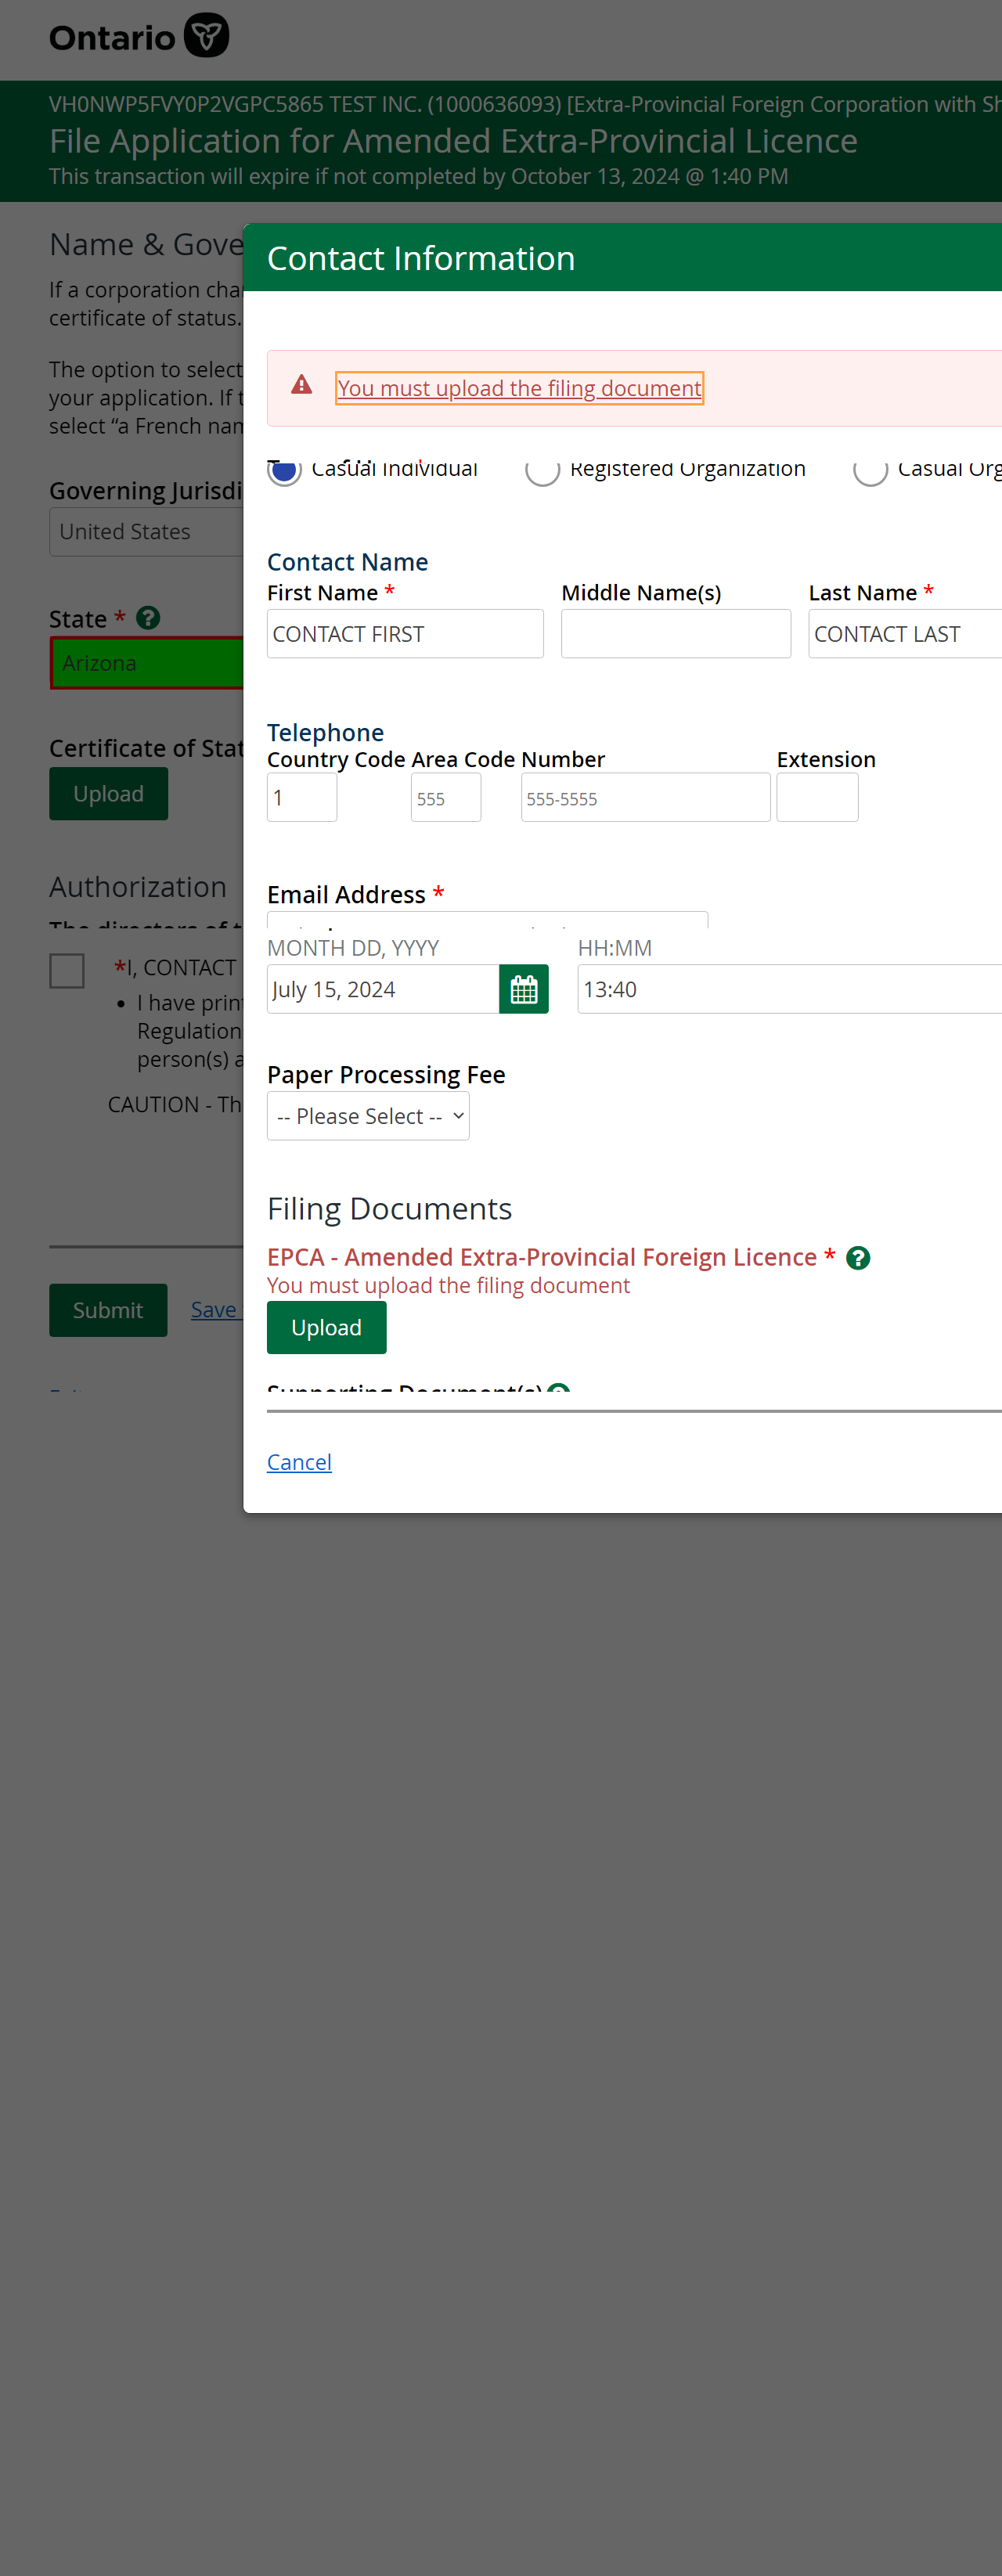 Ontario
VH0NWP5FVY0P2VGPC5865 TEST INC. (1000636093) [Extra-Provincial Foreign Corporation with Sh
File Application for Amended Extra-Provincial Licence
This transaction will expire if not completed by October 13, 2024 @ 1:40 PM
Name & Gove
If a corporation cha
certificate of status.
The option to select
your application. If t
select “a French nam
Governing Jurisdi
United States
State *
Arizona
Certificate of Stat
Upload
Authorization
The directors of t
*I, CONTACT
• I have prin
Regulation
person(s) a
CAUTION - Th
Submit Save
Contact Information
You must upload the filing document
Casual Individual Registered Organization Casual Org
Contact Name
First Name * Middle Name(s) Last Name *
CONTACT FIRST CONTACT LAST
Telephone
Country Code Area Code Number Extension
1 555 555-5555
Email Address *
MONTH DD, YYYY HH:MM
July 15, 2024 13:40
Paper Processing Fee
-- Please Select --
Filing Documents
EPCA - Amended Extra-Provincial Foreign Licence * ?
You must upload the filing document
Upload
Supporting Document(s) ?
Cancel